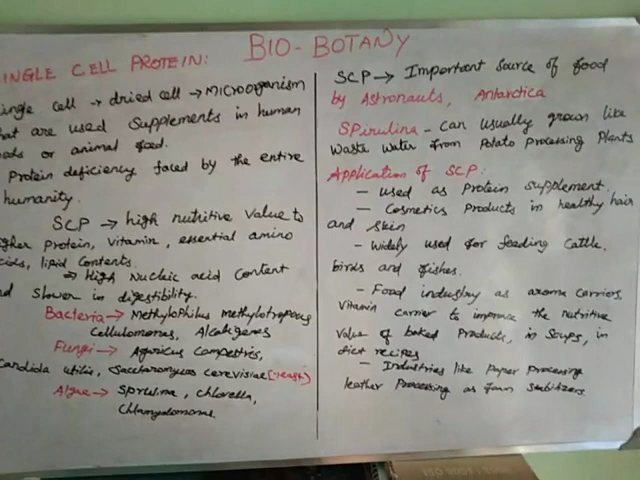 BIO-BOTANY
INGLE CELL PROTEIN:
ingle cell → dried cell → MICROorganism
hat are used Supplements in human
ods or animal feed.
Protein deficiency faced by the entire
humanity.
SCP → high nutritive value to
igher Protein, Vitamin, essential amino
cids, lipid contents.
→ High Nucleic acid content
nd slower in digestibility.
Bacteria → Methylophilus methylotropous
Cellulomonas, Alcaligenes
Fungi → Agaricus Campestris,
Candida utilis, Saccharomyces cerevisiae (yeast)
Algae → Spirulina, chlorella,
Chlamydomonas.
SCP → Important Source of food
by Astronauts, Antarctica
SPirulina - can usually grown like
Waste water from Potato Processing Plants
Application of SCP:
- used as Protein supplement.
- Cosmetics Products in healthy hair
and skin
- Widely used for feeding Cattle,
birds and fishes.
- Food industry as aroma carriers,
Vitamin carrier to improve the nutritive
Value of baked Products, in Soups, in
diet recipes
- Industries like Paper Processing
leather Processing as foam
ISO 9001